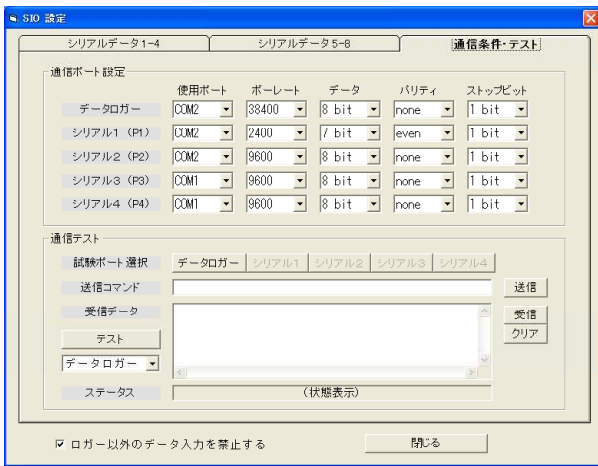 SIO 設定
シリアルデータ1-4 シリアルデータ5-8 通信条件・テスト
通信ポート設定
使用ポート ボーレート データ パリティ ストップビット
データロガー COM2 38400 8 bit none 1 bit
シリアル1 (P1) COM2 2400 7 bit even 1 bit
シリアル2 (P2) COM2 9600 8 bit none 1 bit
シリアル3 (P3) COM1 9600 8 bit none 1 bit
シリアル4 (P4) COM1 9600 8 bit none 1 bit
通信テスト
試験ポート選択 データロガー シリアル1 シリアル2 シリアル3 シリアル4
送信コマンド 送信
受信データ 受信
テスト クリア
データロガー
ステータス (状態表示)
ロガー以外のデータ入力を禁止する 閉じる